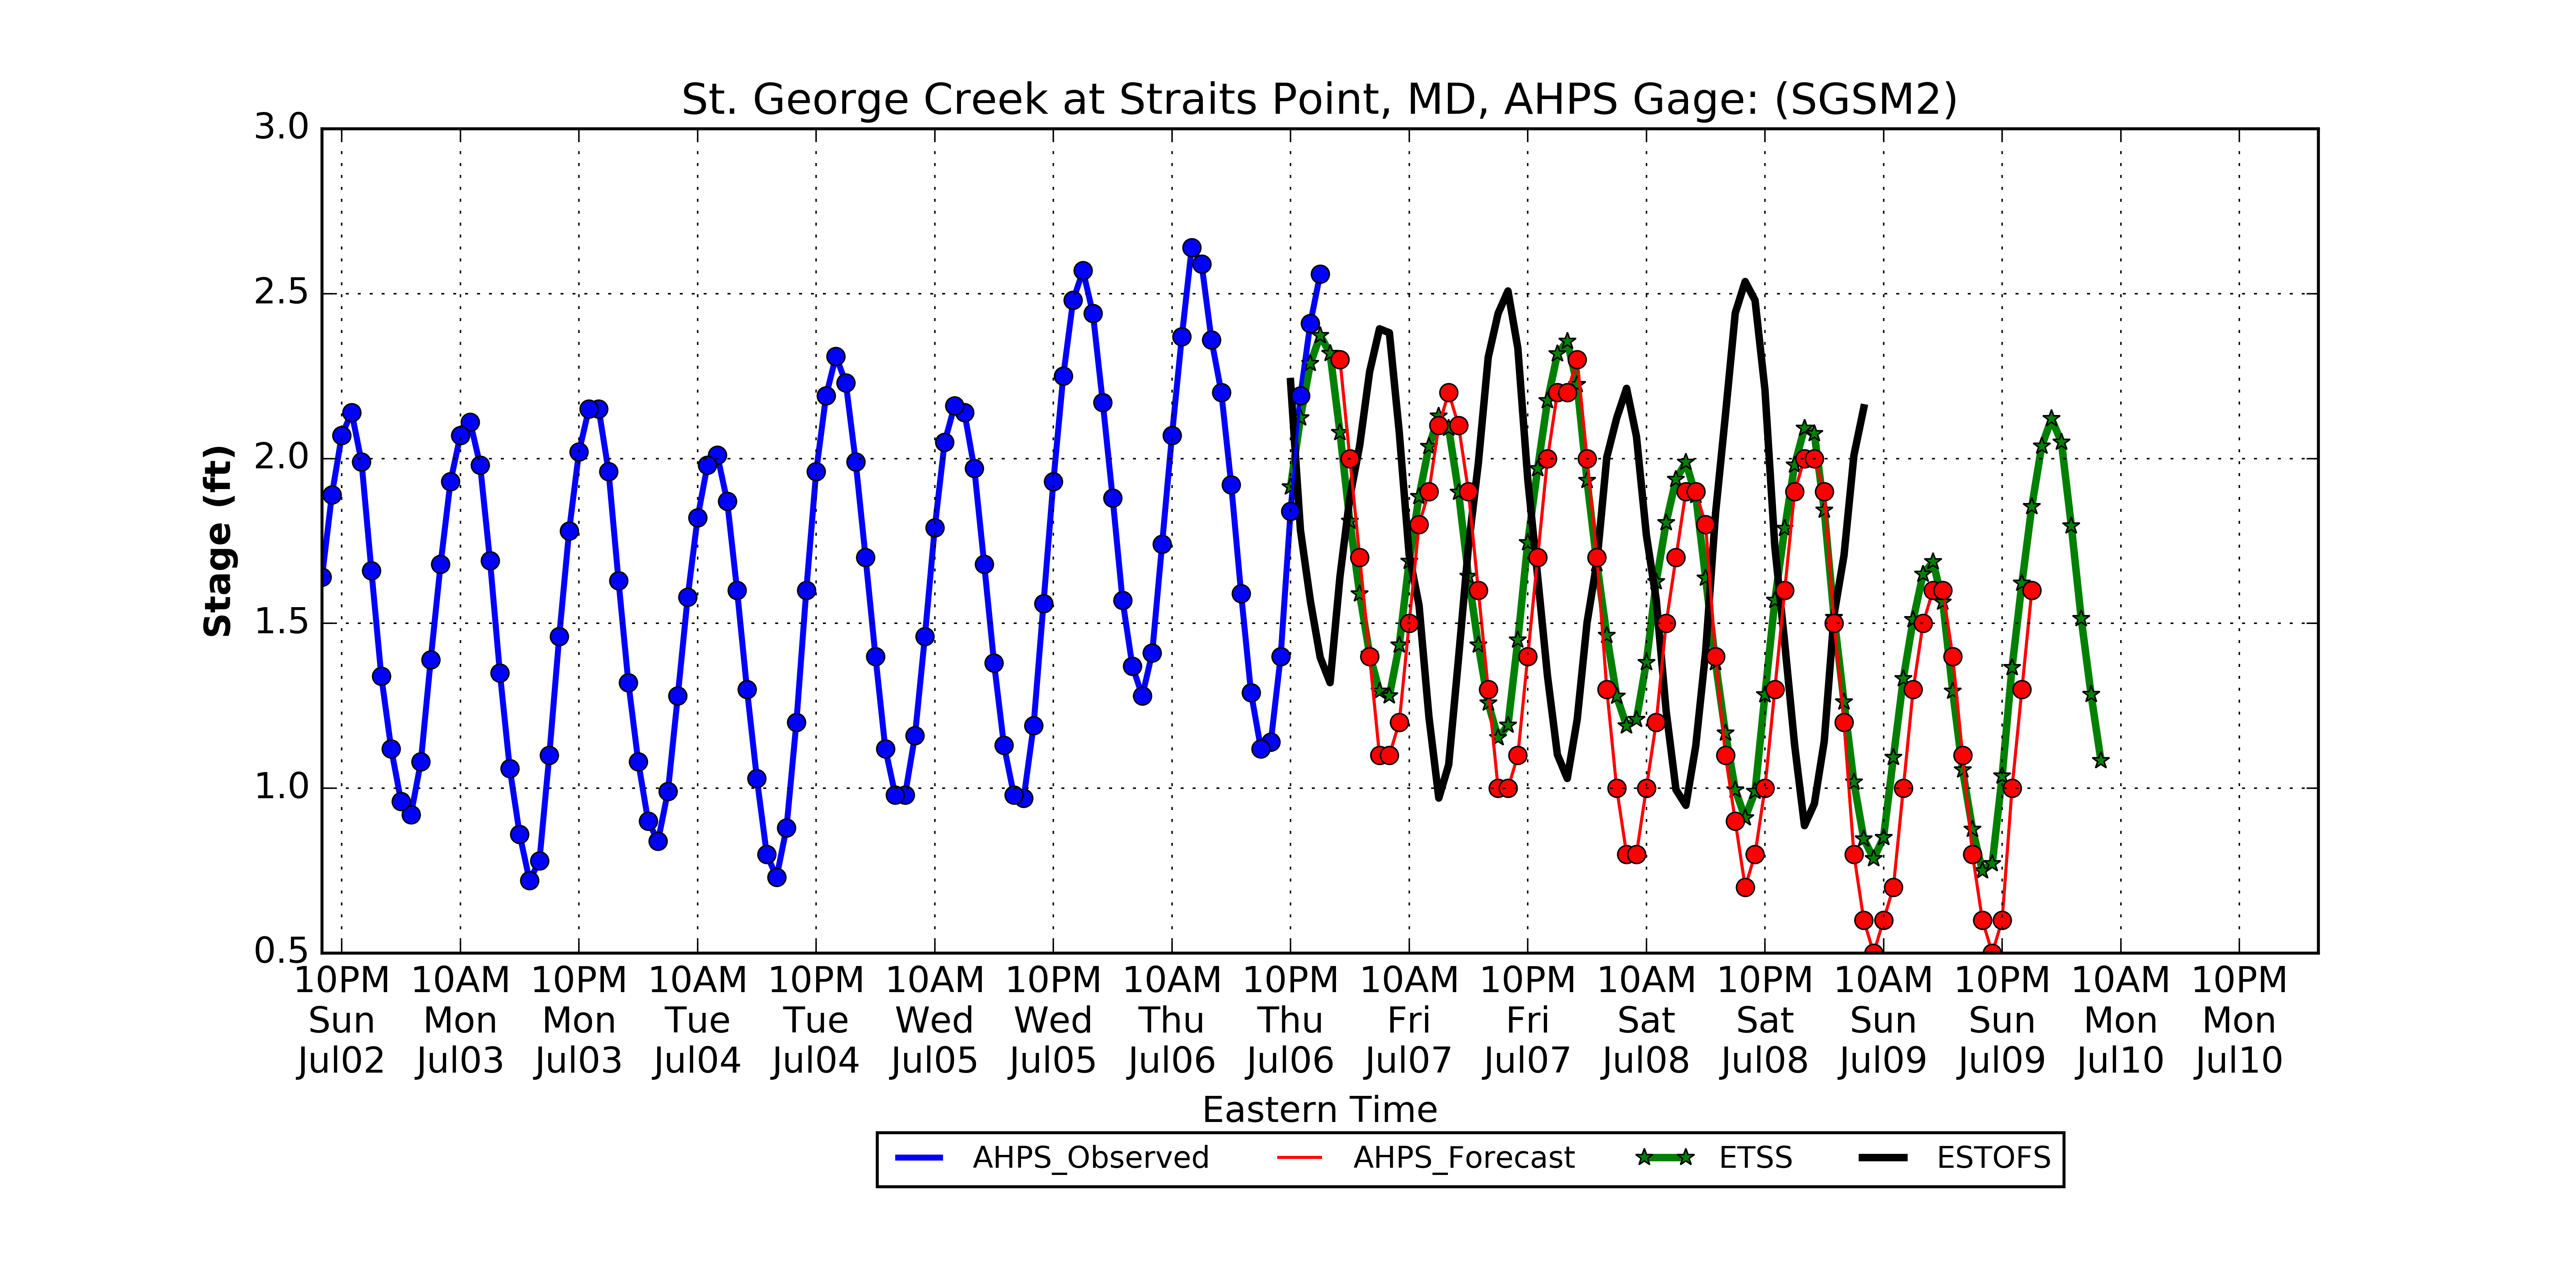 St. George Creek at Straits Point, MD, AHPS Gage: (SGSM2)
3.0
2.5
2.0
1.5
1.0
0.5
Stage (ft)
10PM 10AM 10PM 10AM 10PM 10AM 10PM 10AM 10PM 10AM 10PM 10AM 10PM 10AM 10PM 10AM 10PM
Sun Mon Mon Tue Tue Wed Wed Thu Thu Fri Fri Sat Sat Sun Sun Mon Mon
Jul02 Jul03 Jul03 Jul04 Jul04 Jul05 Jul05 Jul06 Jul06 Jul07 Jul07 Jul08 Jul08 Jul09 Jul09 Jul10 Jul10
Eastern Time
AHPS_Observed AHPS_Forecast ETSS ESTOFS